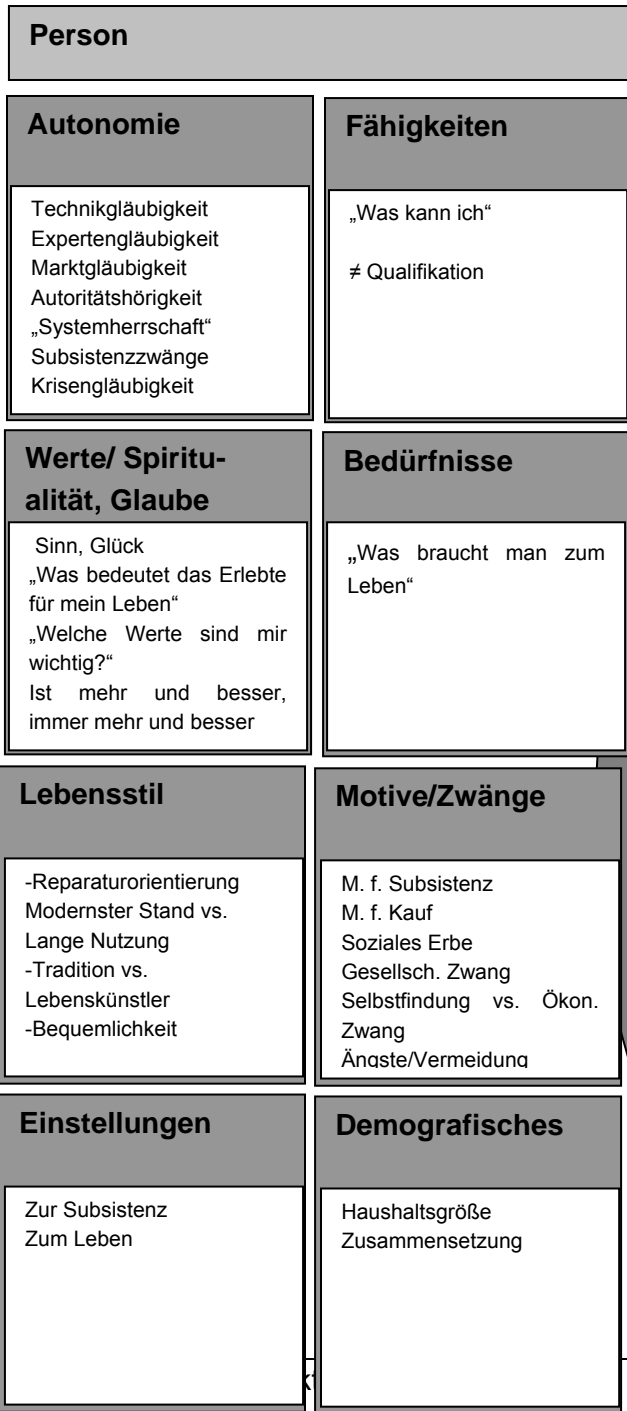 Person
Autonomie
Technikgläubigkeit
Expertengläubigkeit
Marktgläubigkeit
Autoritätshörigkeit
„Systemherrschaft“
Subsistenzzwänge
Krisengläubigkeit
Fähigkeiten
„Was kann ich“
≠ Qualifikation
Werte/ Spiritu-
alität, Glaube
Sinn, Glück
„Was bedeutet das Erlebte
für mein Leben“
„Welche Werte sind mir
wichtig?“
Ist mehr und besser,
immer mehr und besser
Bedürfnisse
„Was braucht man zum
Leben“
Lebensstil
-Reparaturorientierung
Modernster Stand vs.
Lange Nutzung
-Tradition vs.
Lebenskünstler
-Bequemlichkeit
Motive/Zwänge
M. f. Subsistenz
M. f. Kauf
Soziales Erbe
Gesellsch. Zwang
Selbstfindung vs. Ökon.
Zwang
Ängste/Vermeidung
Einstellungen
Zur Subsistenz
Zum Leben
Demografisches
Haushaltsgröße
Zusammensetzung